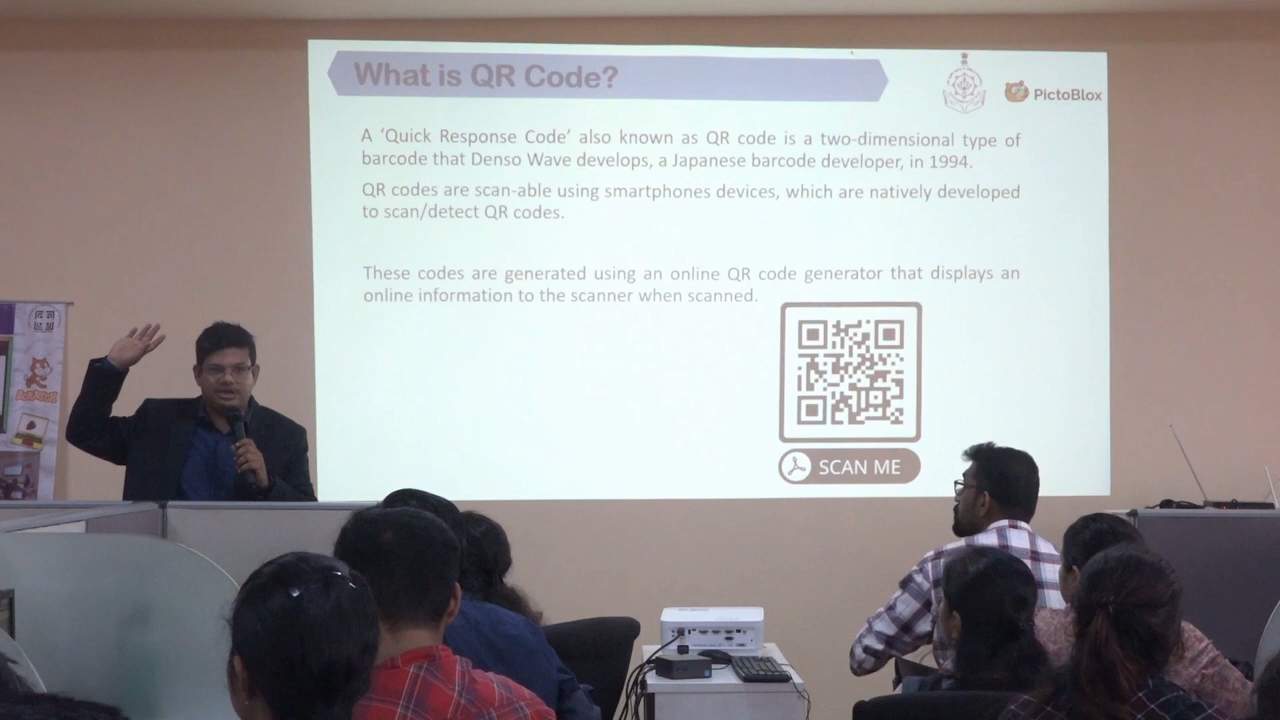 What is QR Code?
PictoBlox
A ‘Quick Response Code’ also known as QR code is a two-dimensional type of
barcode that Denso Wave develops, a Japanese barcode developer, in 1994.
QR codes are scan-able using smartphones devices, which are natively developed
to scan/detect QR codes.
These codes are generated using an online QR code generator that displays an
online information to the scanner when scanned.
SCAN ME
SCRATCH